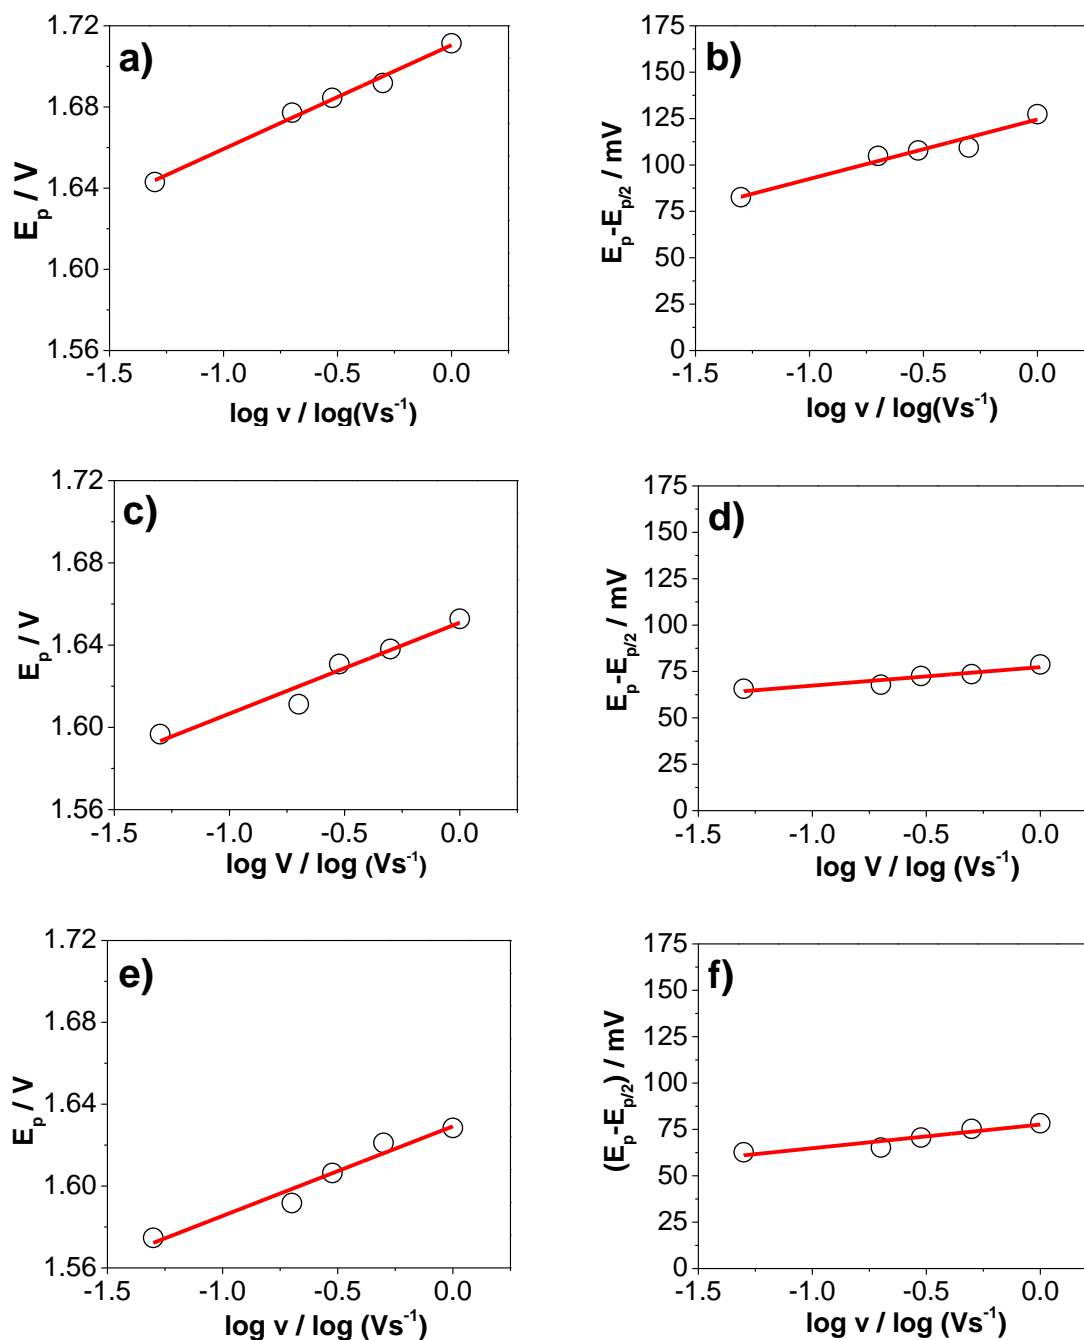 a)
1.72
1.68
1.64
1.60
1.56
E_p / V
-1.5 -1.0 -0.5 0.0
log v / log(Vs⁻¹)
b)
175
150
125
100
75
50
25
0
E_p-E_p/2 / mV
-1.5 -1.0 -0.5 0.0
log v / log(Vs⁻¹)
c)
1.72
1.68
1.64
1.60
1.56
E_p / V
-1.5 -1.0 -0.5 0.0
log V / log (Vs⁻¹)
d)
175
150
125
100
75
50
25
0
E_p-E_p/2 / mV
-1.5 -1.0 -0.5 0.0
log V / log (Vs⁻¹)
e)
1.72
1.68
1.64
1.60
1.56
E_p / V
-1.5 -1.0 -0.5 0.0
log v / log (Vs⁻¹)
f)
175
150
125
100
75
50
25
0
(E_p-E_p/2) / mV
-1.5 -1.0 -0.5 0.0
log v / log (Vs⁻¹)